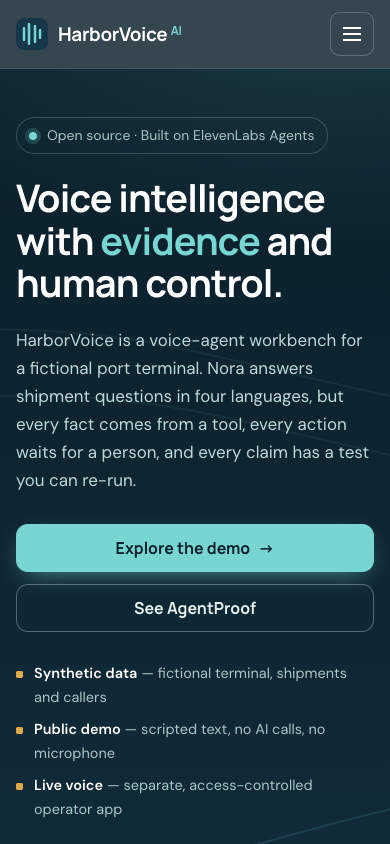 HarborVoice AI
Open source · Built on ElevenLabs Agents
Voice intelligence
with evidence and
human control.
HarborVoice is a voice-agent workbench for
a fictional port terminal. Nora answers
shipment questions in four languages, but
every fact comes from a tool, every action
waits for a person, and every claim has a test
you can re-run.
Explore the demo →
See AgentProof
Synthetic data — fictional terminal, shipments
and callers
Public demo — scripted text, no AI calls, no
microphone
Live voice — separate, access-controlled
operator app